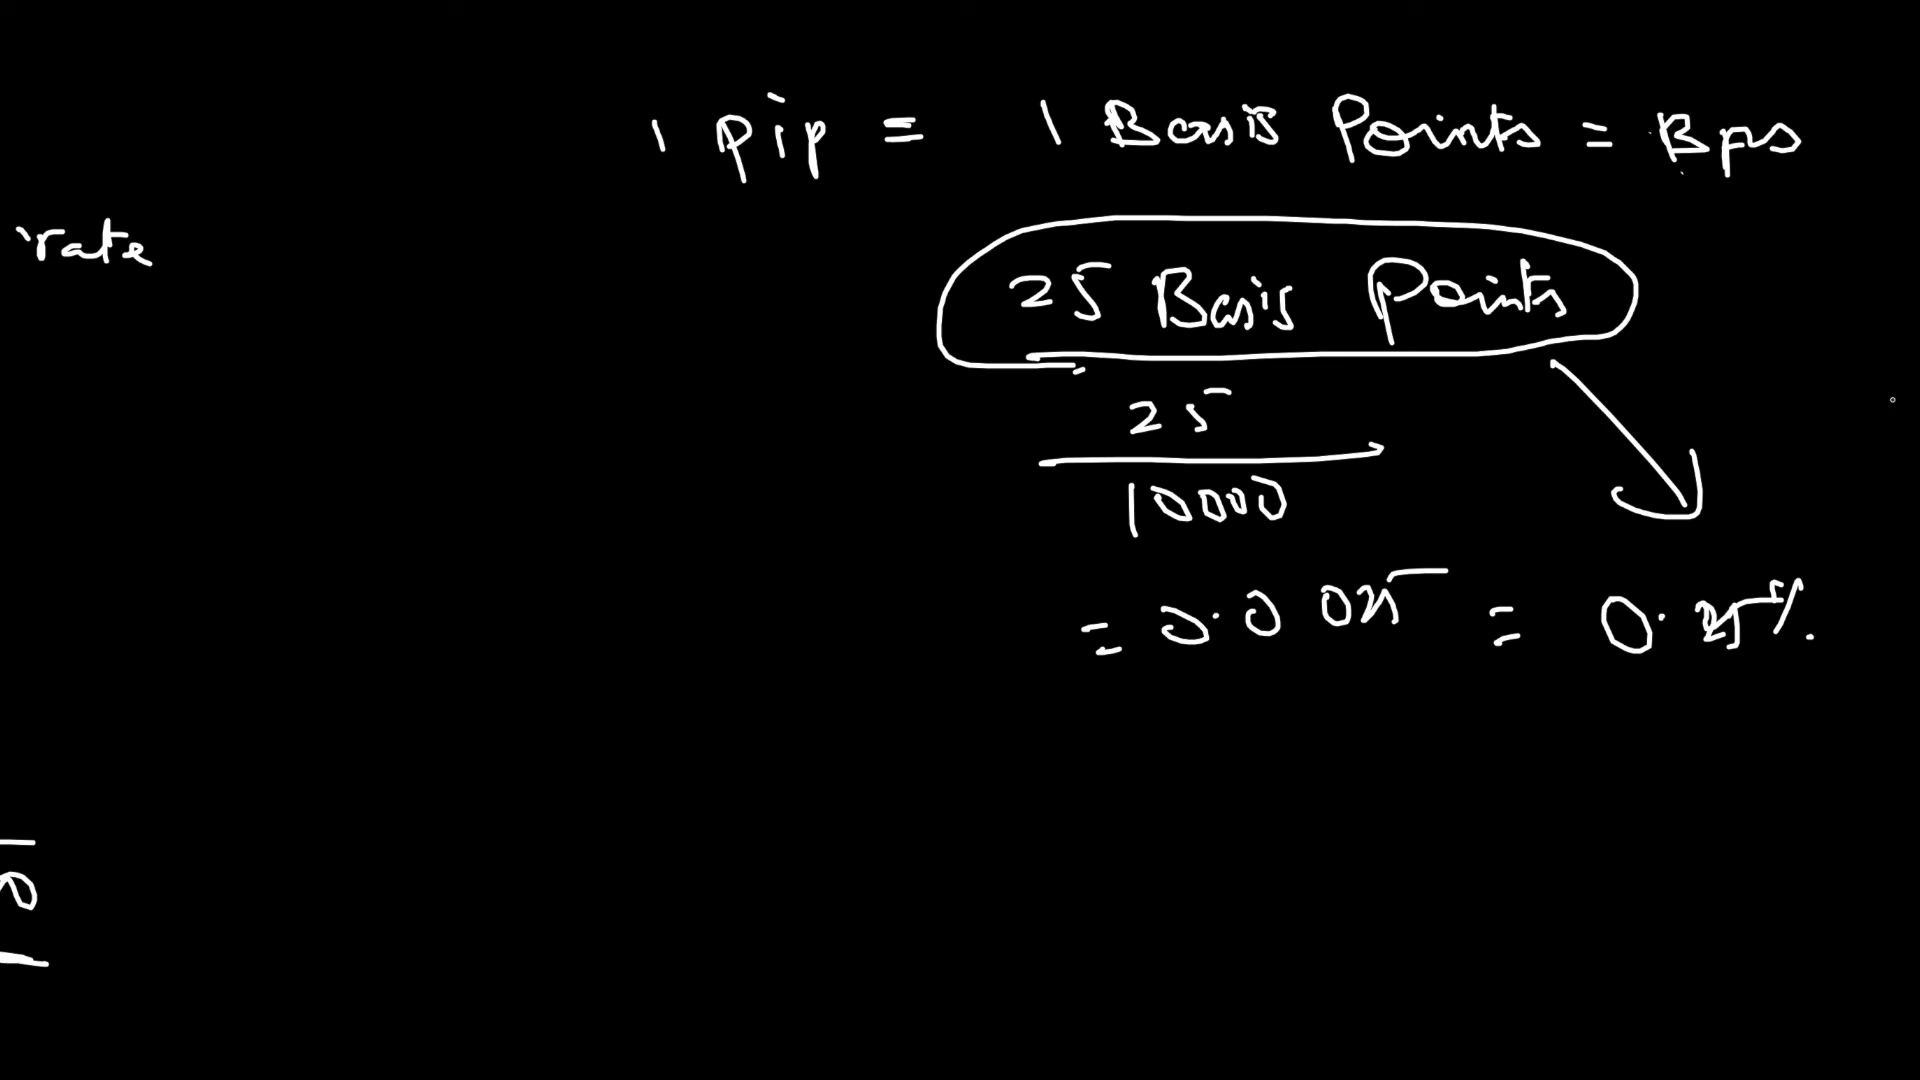 1 pip = 1 Basis Points = Bps
rate
25 Basis Points
25
10000
= 0.0025 = 0.25%